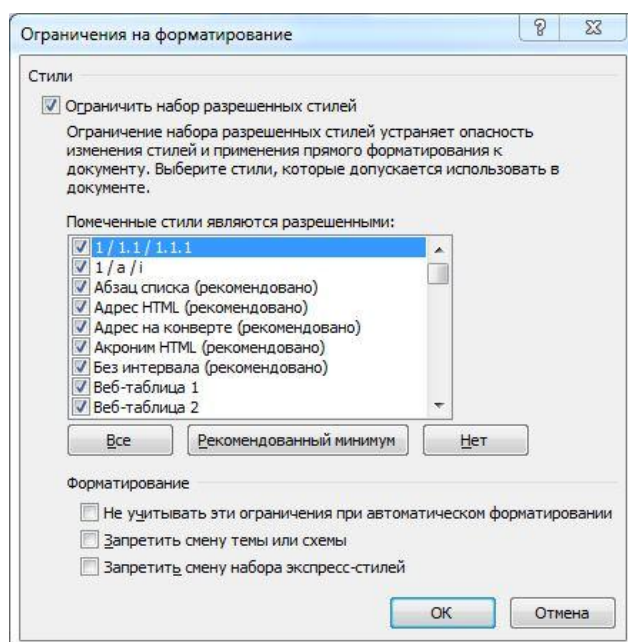 Ограничения на форматирование
Стили
Ограничить набор разрешенных стилей
Ограничение набора разрешенных стилей устраняет опасность
изменения стилей и применения прямого форматирования к
документу. Выберите стили, которые допускается использовать в
документе.
Помеченные стили являются разрешенными:
1 / 1.1 / 1.1.1
1 / a / i
Абзац списка (рекомендовано)
Адрес HTML (рекомендовано)
Адрес на конверте (рекомендовано)
Акроним HTML (рекомендовано)
Без интервала (рекомендовано)
Веб-таблица 1
Веб-таблица 2
Все Рекомендованный минимум Нет
Форматирование
Не учитывать эти ограничения при автоматическом форматировании
Запретить смену темы или схемы
Запретить смену набора экспресс-стилей
ОК Отмена